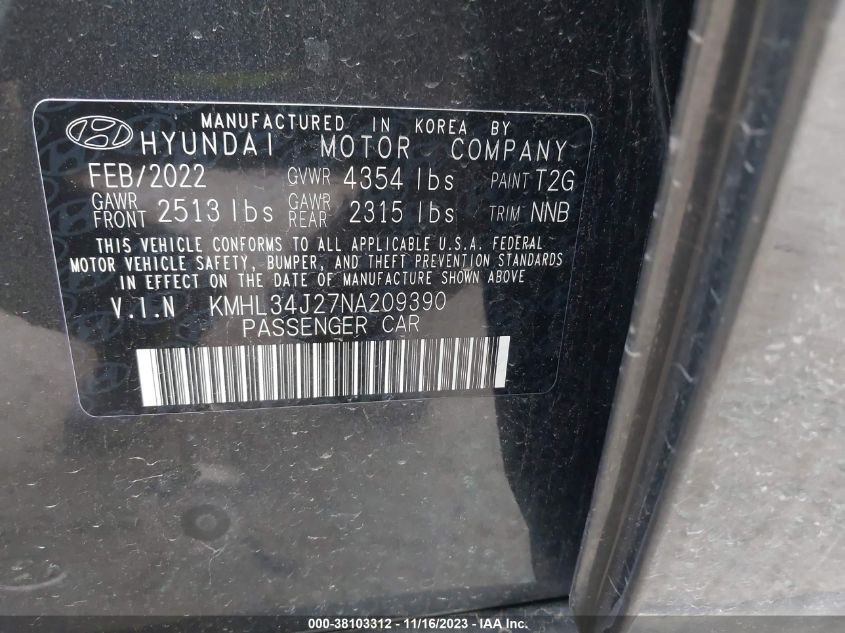 MANUFACTURED IN KOREA BY
HYUNDAI MOTOR COMPANY
FEB/2022 GVWR 4354 lbs PAINT T2G
GAWR FRONT 2513 lbs GAWR REAR 2315 lbs TRIM NNB
THIS VEHICLE CONFORMS TO ALL APPLICABLE U.S.A. FEDERAL
MOTOR VEHICLE SAFETY, BUMPER, AND THEFT PREVENTION STANDARDS
IN EFFECT ON THE DATE OF MANUFACTURE SHOWN ABOVE
V.I.N KMHL34J27NA209390
PASSENGER CAR
000-38103312 - 11/16/2023 - IAA Inc.